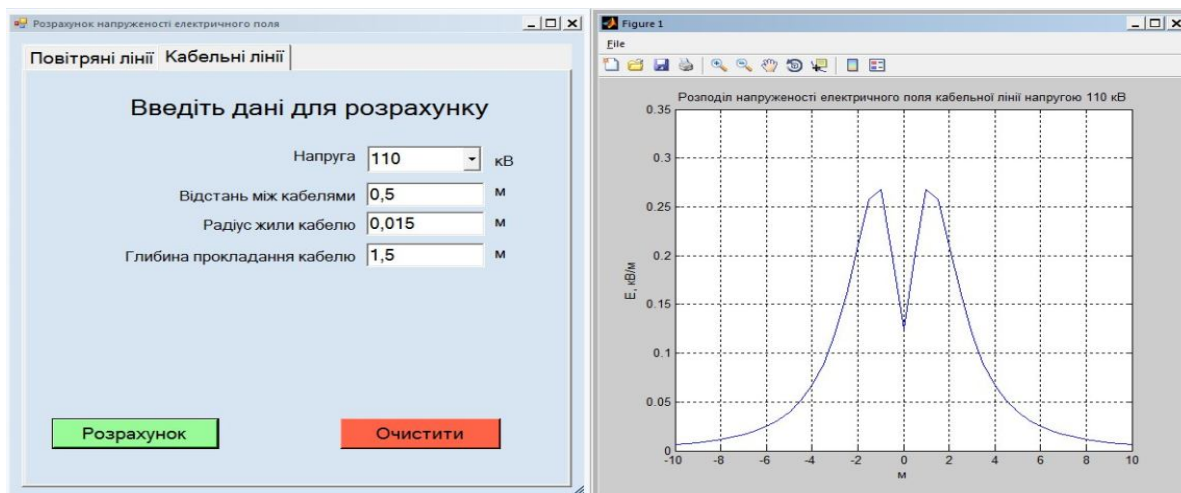 Розрахунок напруженості електричного поля
Повітряні лінії Кабельні лінії
Введіть дані для розрахунку
Напруга 110 кВ
Відстань між кабелями 0,5 м
Радіус жили кабелю 0,015 м
Глибина прокладання кабелю 1,5 м
Розрахунок Очистити
Figure 1
File
Розподіл напруженості електричного поля кабельної лінії напругою 110 кВ
E, кВ/м
0.35
0.3
0.25
0.2
0.15
0.1
0.05
0
-10 -8 -6 -4 -2 0 2 4 6 8 10
м